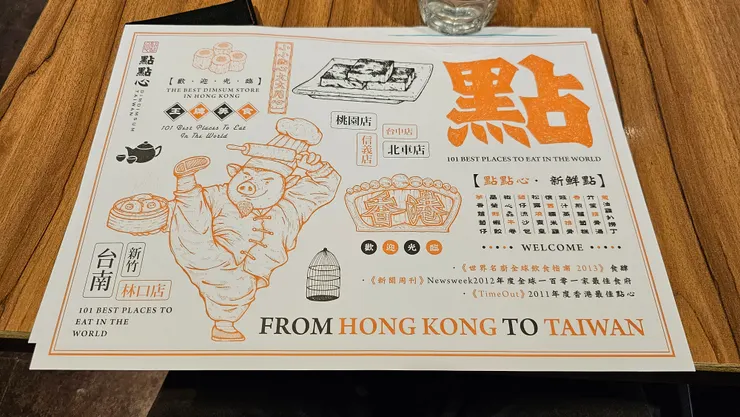 點點心
DIMDIMSUM
TAIWAN
【歡·迎·光·臨】
THE BEST DIMSUM STORE
IN HONG KONG
101 Best Places To Eat
In The World
桃園店
台中店
信義店
北車店
點
101 BEST PLACES TO EAT IN THE WORLD
【點點心·新鮮點】
WELCOME
香港
歡迎光臨
·《世界名廚全球飲食指南 2013》食肆
·《新聞周刊》Newsweek2012年度全球一百零一家最佳食府
·《TimeOut》2011年度香港最佳點心
台南
新竹
林口店
101 BEST PLACES TO
EAT IN THE
WORLD
FROM HONG KONG TO TAIWAN